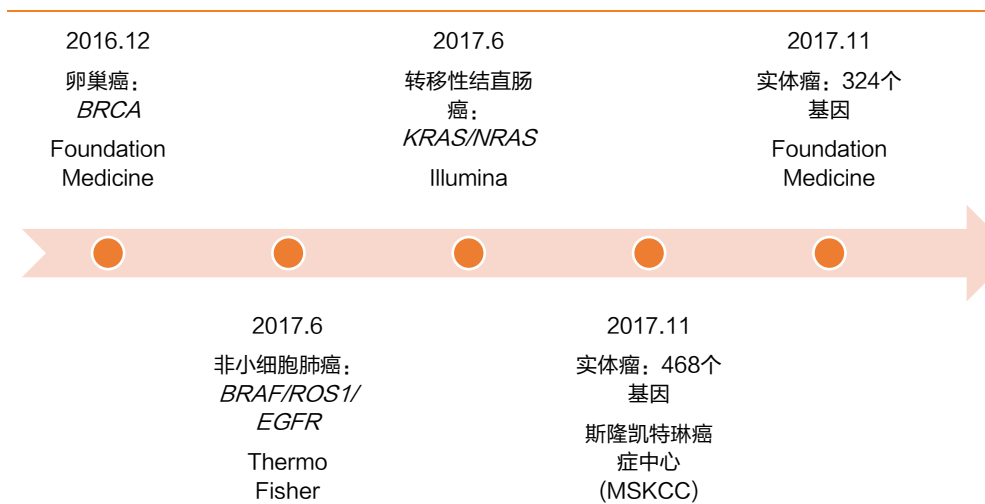 2016.12
卵巢癌：
BRCA
Foundation
Medicine
2017.6
非小细胞肺癌：
BRAF/ROS1/
EGFR
Thermo
Fisher
2017.6
转移性结直肠
癌：
KRAS/NRAS
Illumina
2017.11
实体瘤：468个
基因
斯隆凯特琳癌
症中心
(MSKCC)
2017.11
实体瘤：324个
基因
Foundation
Medicine